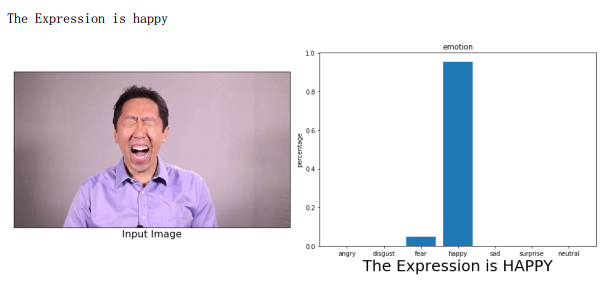 The Expression is happy
emotion
1.0
0.8
0.6
0.4
0.2
0.0
percentage
angry disgust fear happy sad surprise neutral
Input Image
The Expression is HAPPY